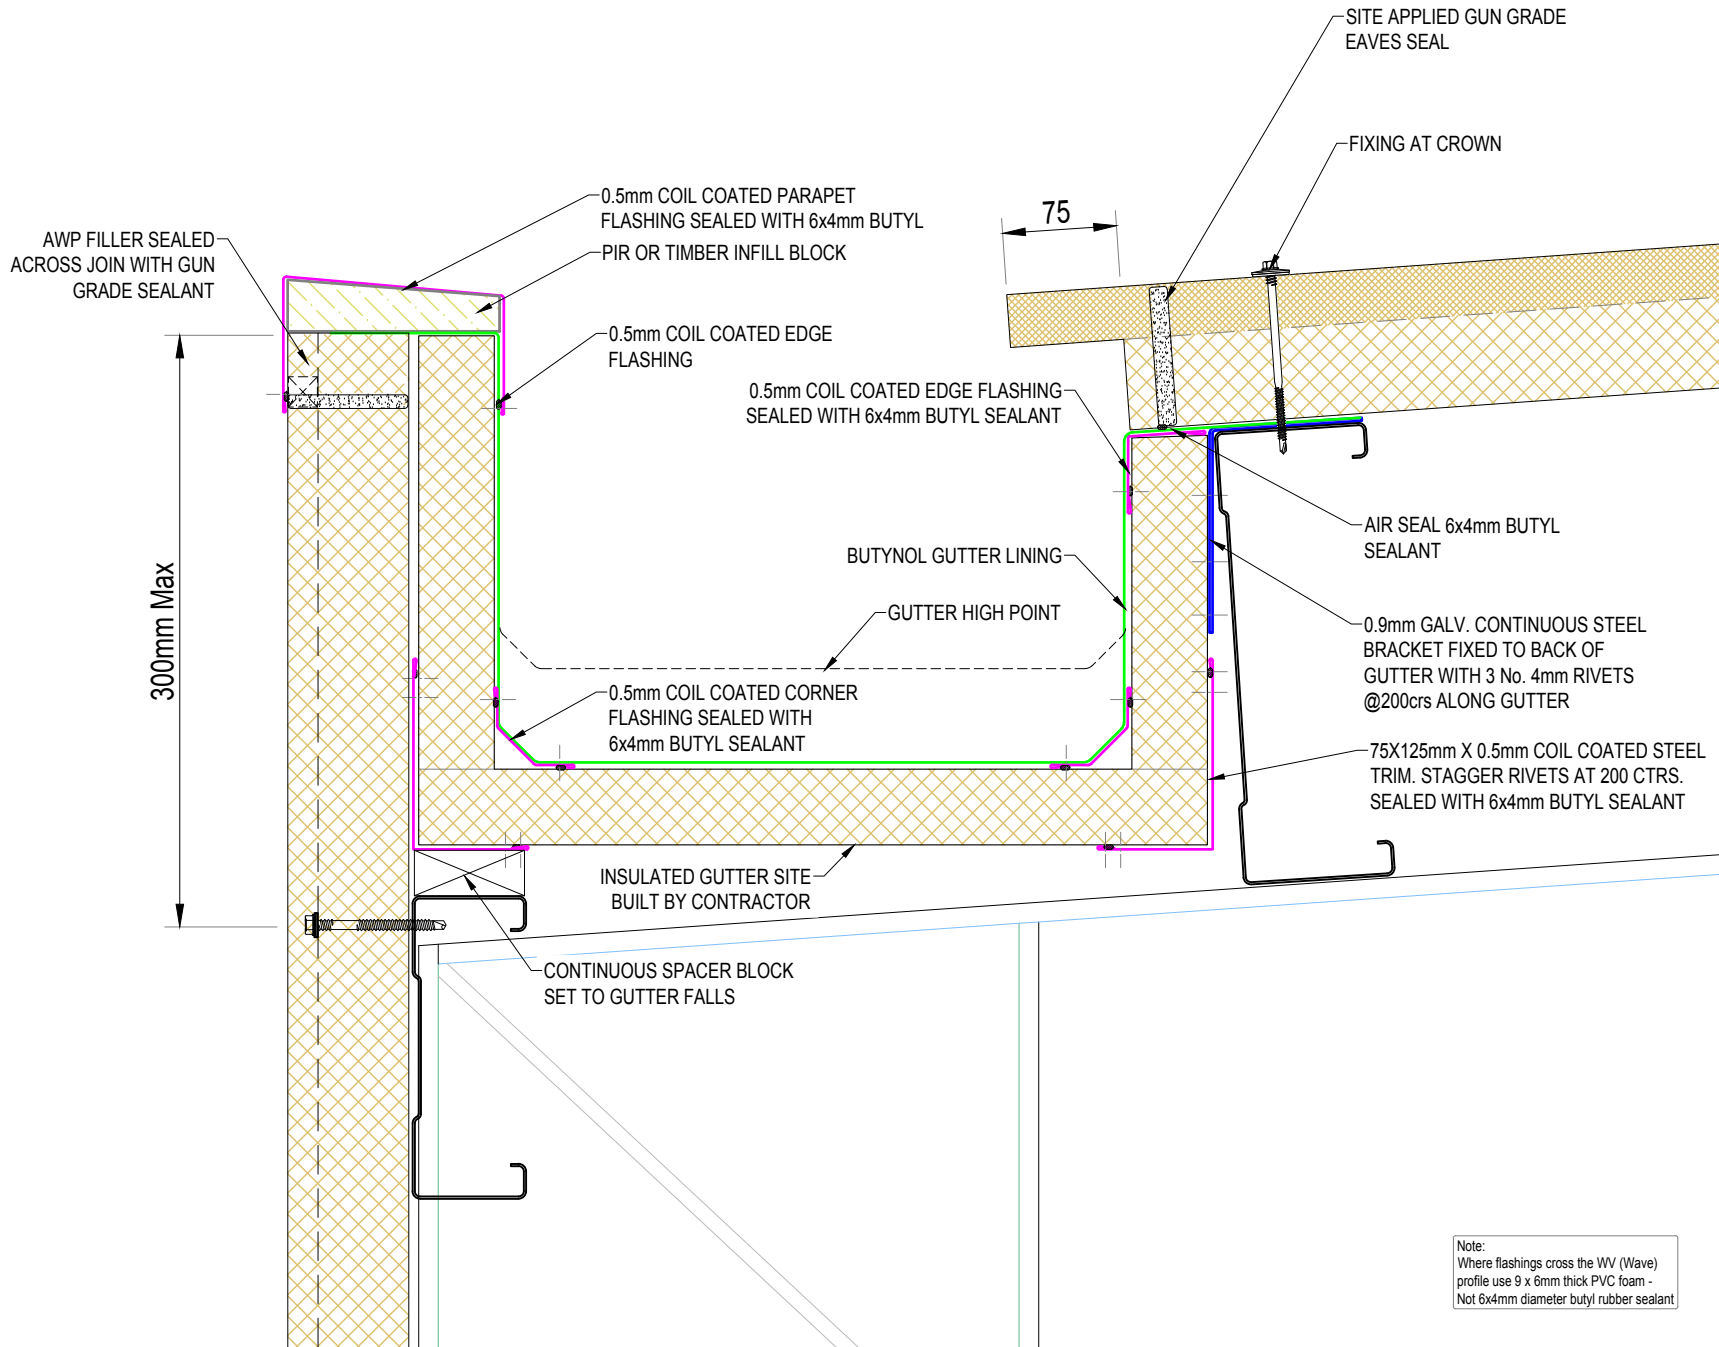 SITE APPLIED GUN GRADE
EAVES SEAL
FIXING AT CROWN
0.5mm COIL COATED PARAPET
FLASHING SEALED WITH 6x4mm BUTYL
75
AWP FILLER SEALED
ACROSS JOIN WITH GUN
GRADE SEALANT
PIR OR TIMBER INFILL BLOCK
0.5mm COIL COATED EDGE
FLASHING
0.5mm COIL COATED EDGE FLASHING
SEALED WITH 6x4mm BUTYL SEALANT
AIR SEAL 6x4mm BUTYL
SEALANT
BUTYNOL GUTTER LINING
GUTTER HIGH POINT
300mm Max
0.9mm GALV. CONTINUOUS STEEL
BRACKET FIXED TO BACK OF
GUTTER WITH 3 No. 4mm RIVETS
@200crs ALONG GUTTER
0.5mm COIL COATED CORNER
FLASHING SEALED WITH
6x4mm BUTYL SEALANT
75X125mm X 0.5mm COIL COATED STEEL
TRIM. STAGGER RIVETS AT 200 CTRS.
SEALED WITH 6x4mm BUTYL SEALANT
INSULATED GUTTER SITE
BUILT BY CONTRACTOR
CONTINUOUS SPACER BLOCK
SET TO GUTTER FALLS
Note:
Where flashings cross the WV (Wave)
profile use 9 x 6mm thick PVC foam -
Not 6x4mm diameter butyl rubber sealant